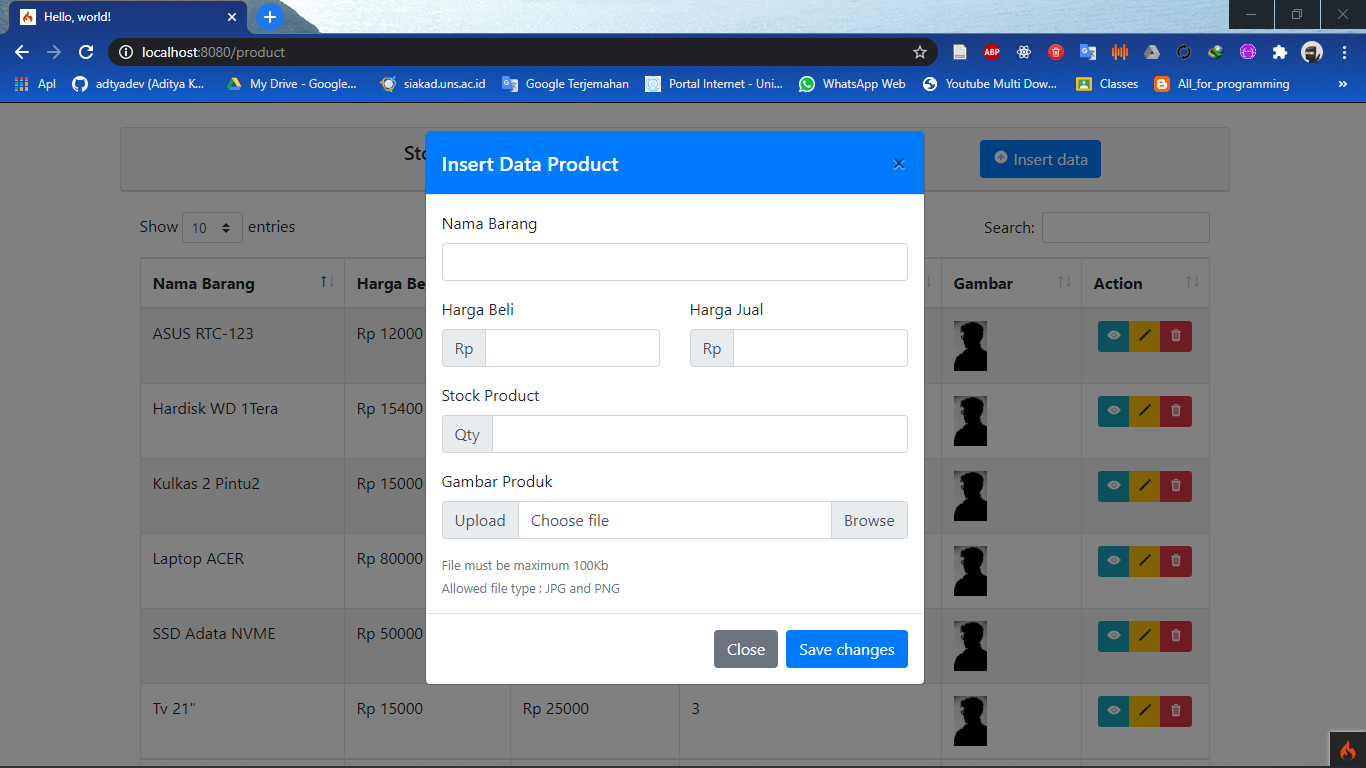 Hello, world!
localhost:8080/product
ABP
Apl
adtyadev (Aditya K...
My Drive - Google...
siakad.uns.ac.id
Google Terjemahan
Portal Internet - Uni...
WhatsApp Web
Youtube Multi Dow...
Classes
All_for_programming
»
Insert data
Insert Data Product
×
Show 10 entries
Search:
Nama Barang
Gambar
Action
ASUS RTC-123
Rp 12000
Hardisk WD 1Tera
Rp 15400
Kulkas 2 Pintu2
Rp 15000
Laptop ACER
Rp 80000
SSD Adata NVME
Rp 50000
Tv 21"
Rp 15000
Rp 25000
3
Nama Barang
Harga Beli
Harga Jual
Rp
Rp
Stock Product
Qty
Gambar Produk
Upload
Choose file
Browse
File must be maximum 100Kb
Allowed file type : JPG and PNG
Close
Save changes